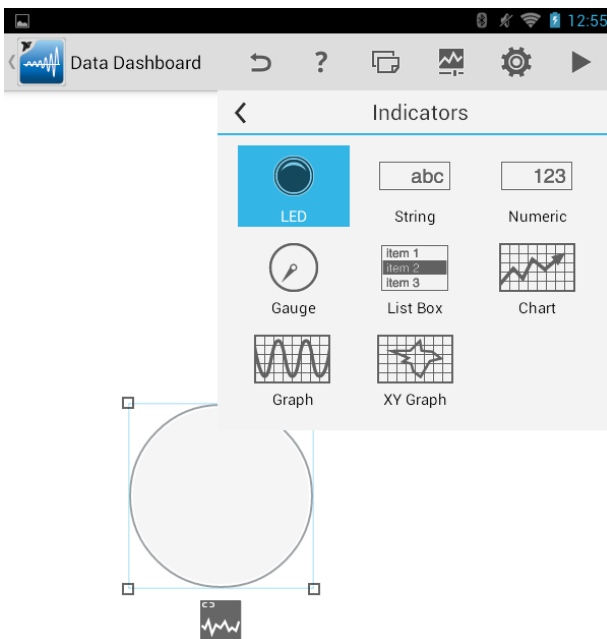 12:55
Data Dashboard
?
Indicators
abc
123
LED
String
Numeric
item 1
item 2
item 3
Gauge
List Box
Chart
Graph
XY Graph